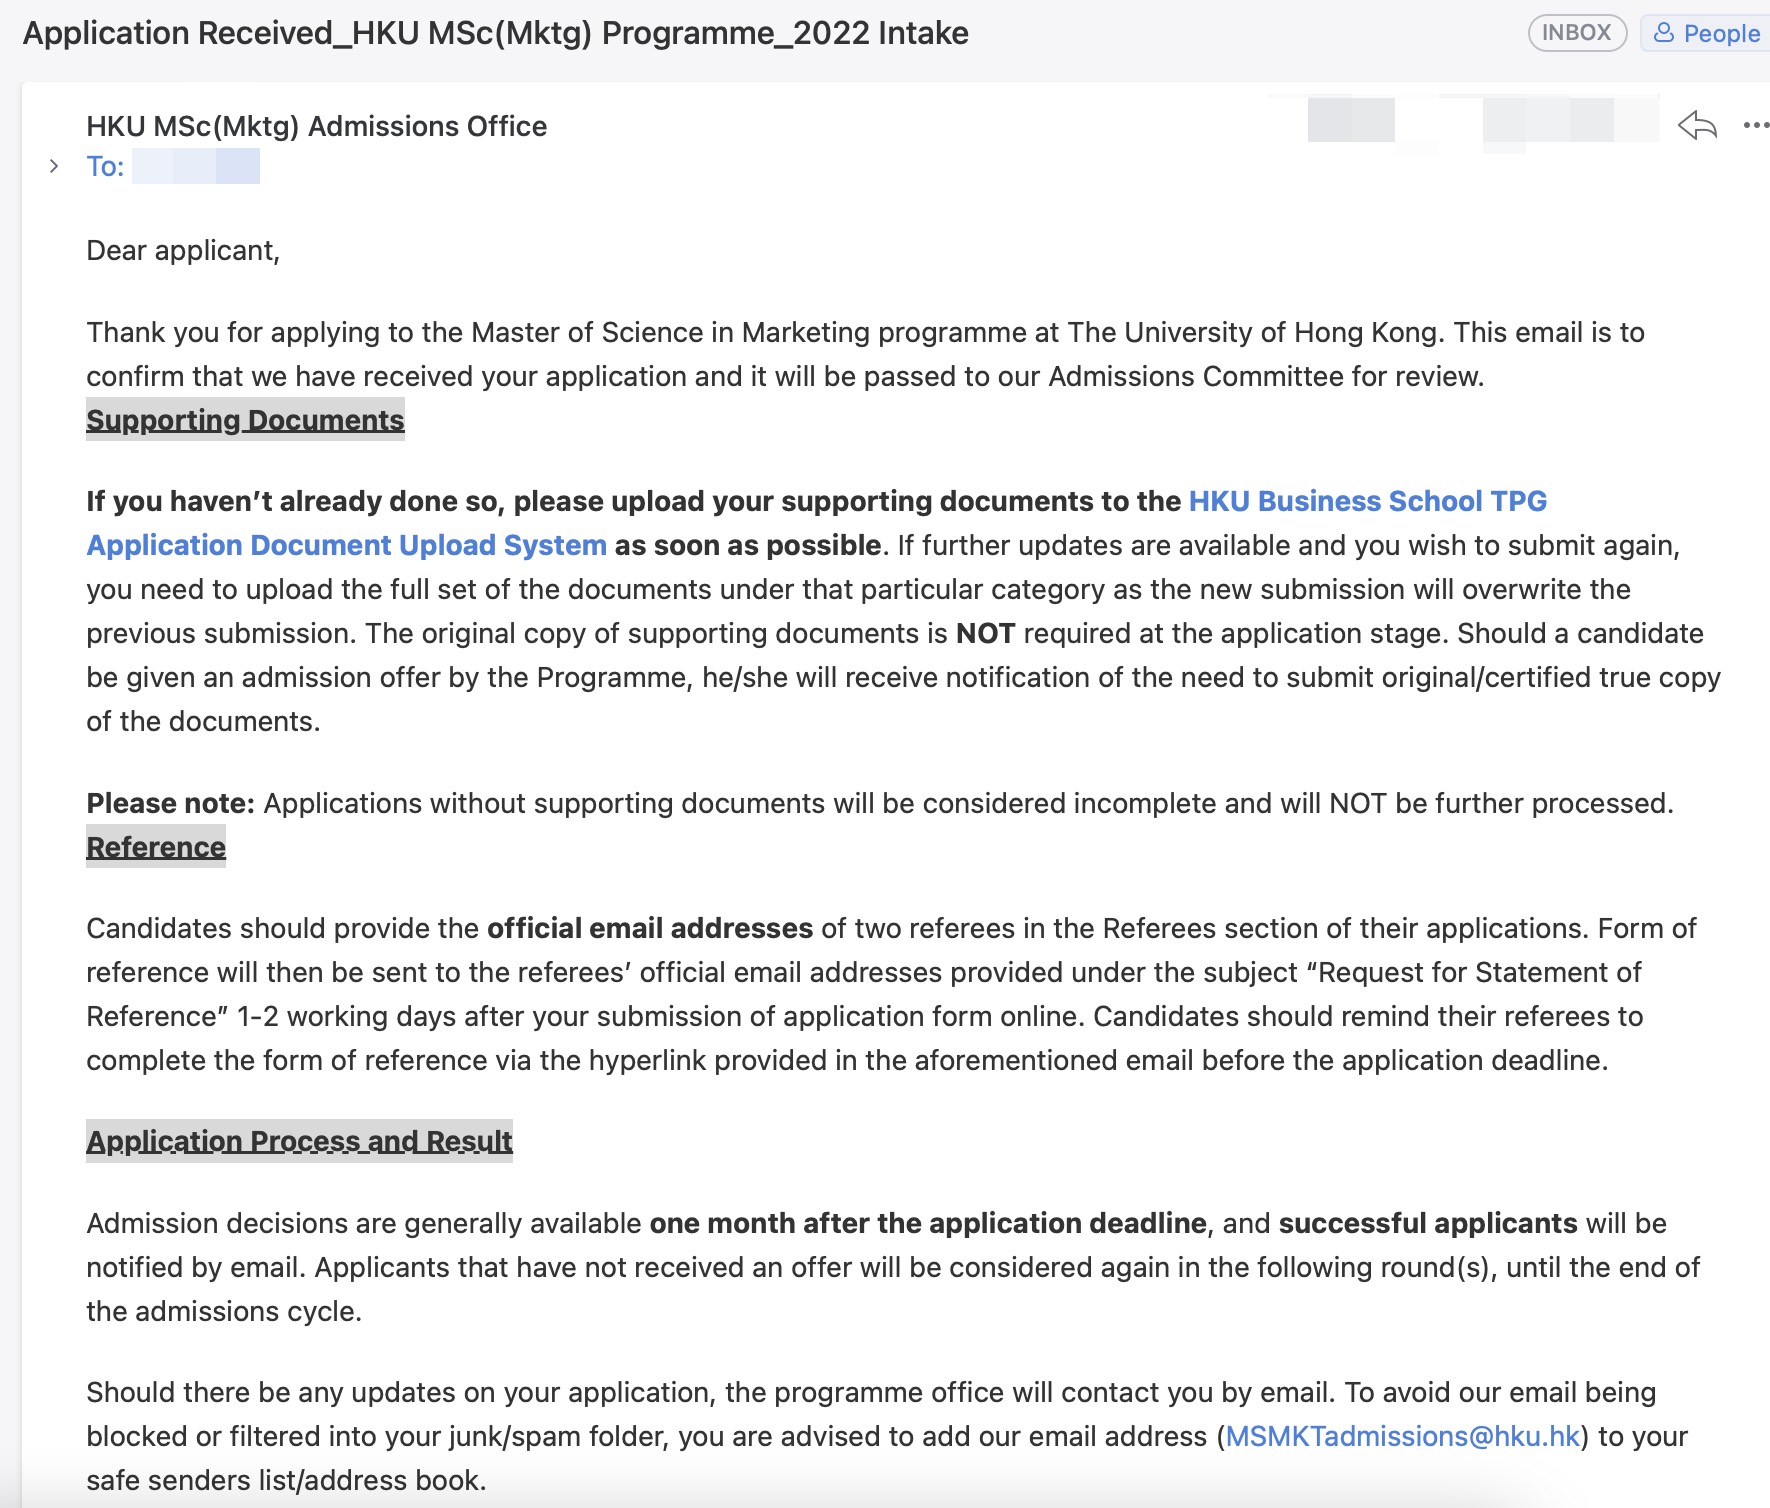 Application Received_HKU MSc(Mktg) Programme_2022 Intake
INBOX
People
HKU MSc(Mktg) Admissions Office
To:
Dear applicant,
Thank you for applying to the Master of Science in Marketing programme at The University of Hong Kong. This email is to
confirm that we have received your application and it will be passed to our Admissions Committee for review.
Supporting Documents
If you haven’t already done so, please upload your supporting documents to the HKU Business School TPG
Application Document Upload System as soon as possible. If further updates are available and you wish to submit again,
you need to upload the full set of the documents under that particular category as the new submission will overwrite the
previous submission. The original copy of supporting documents is NOT required at the application stage. Should a candidate
be given an admission offer by the Programme, he/she will receive notification of the need to submit original/certified true copy
of the documents.
Please note: Applications without supporting documents will be considered incomplete and will NOT be further processed.
Reference
Candidates should provide the official email addresses of two referees in the Referees section of their applications. Form of
reference will then be sent to the referees’ official email addresses provided under the subject “Request for Statement of
Reference” 1-2 working days after your submission of application form online. Candidates should remind their referees to
complete the form of reference via the hyperlink provided in the aforementioned email before the application deadline.
Application Process and Result
Admission decisions are generally available one month after the application deadline, and successful applicants will be
notified by email. Applicants that have not received an offer will be considered again in the following round(s), until the end of
the admissions cycle.
Should there be any updates on your application, the programme office will contact you by email. To avoid our email being
blocked or filtered into your junk/spam folder, you are advised to add our email address (MSMKTadmissions@hku.hk) to your
safe senders list/address book.